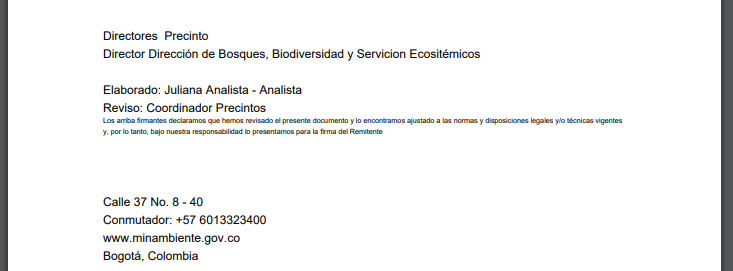 Directores  Precinto
Director Dirección de Bosques, Biodiversidad y Servicion Ecositémicos
Elaborado: Juliana Analista - Analista
Reviso: Coordinador Precintos
Los arriba firmantes declaramos que hemos revisado el presente documento y lo encontramos ajustado a las normas y disposiciones legales y/o técnicas vigentes
y, por lo tanto, bajo nuestra responsabilidad lo presentamos para la firma del Remitente
Calle 37 No. 8 - 40
Conmutador: +57 6013323400
www.minambiente.gov.co
Bogotá, Colombia